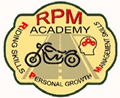 RPM
ACADEMY
RIDING SKILLS
PERSONAL GROWTH
MANAGEMENT SKILLS